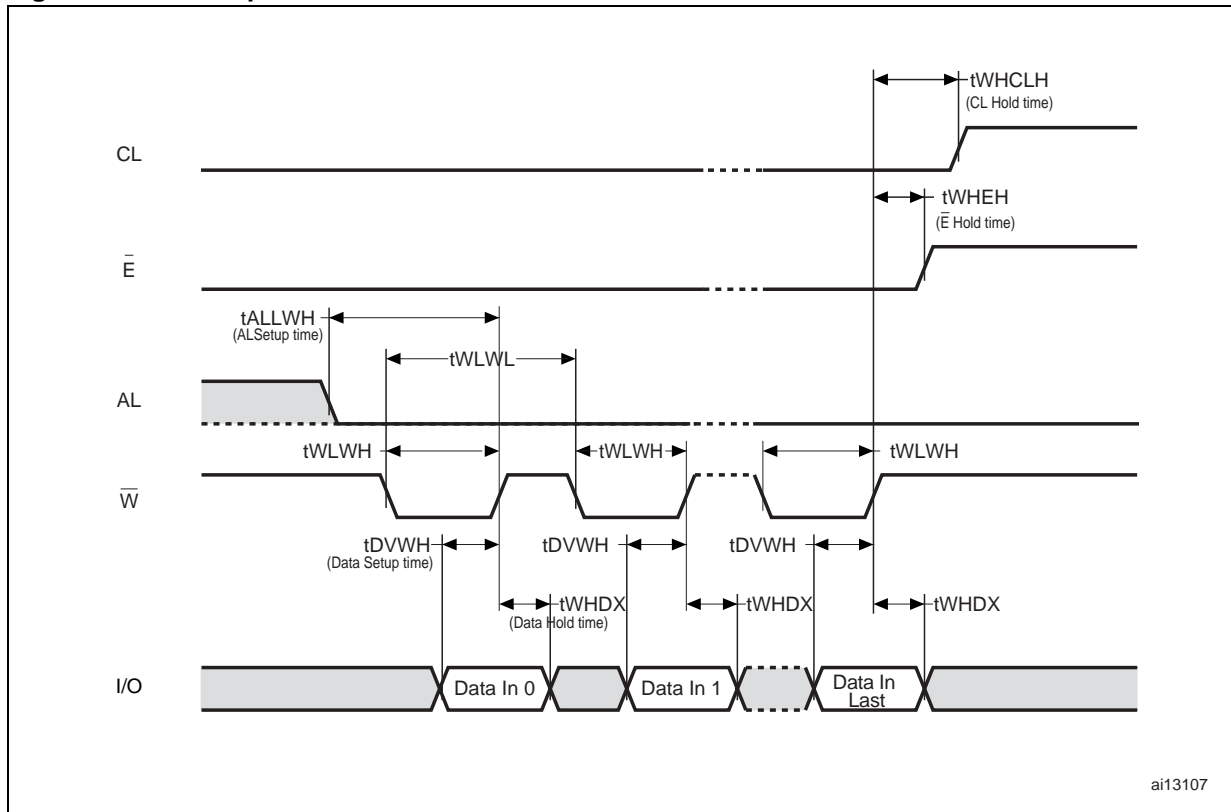 tWHCLH
(CL Hold time)
CL
tWHEH
(E̅ Hold time)
E̅
tALLWH
(ALSetup time)
tWLWL
AL
tWLWH
tWLWH
tWLWH
W̅
tDVWH
(Data Setup time)
tDVWH
tDVWH
tWHDX
(Data Hold time)
tWHDX
tWHDX
I/O
Data In 0
Data In 1
Data In
Last
ai13107